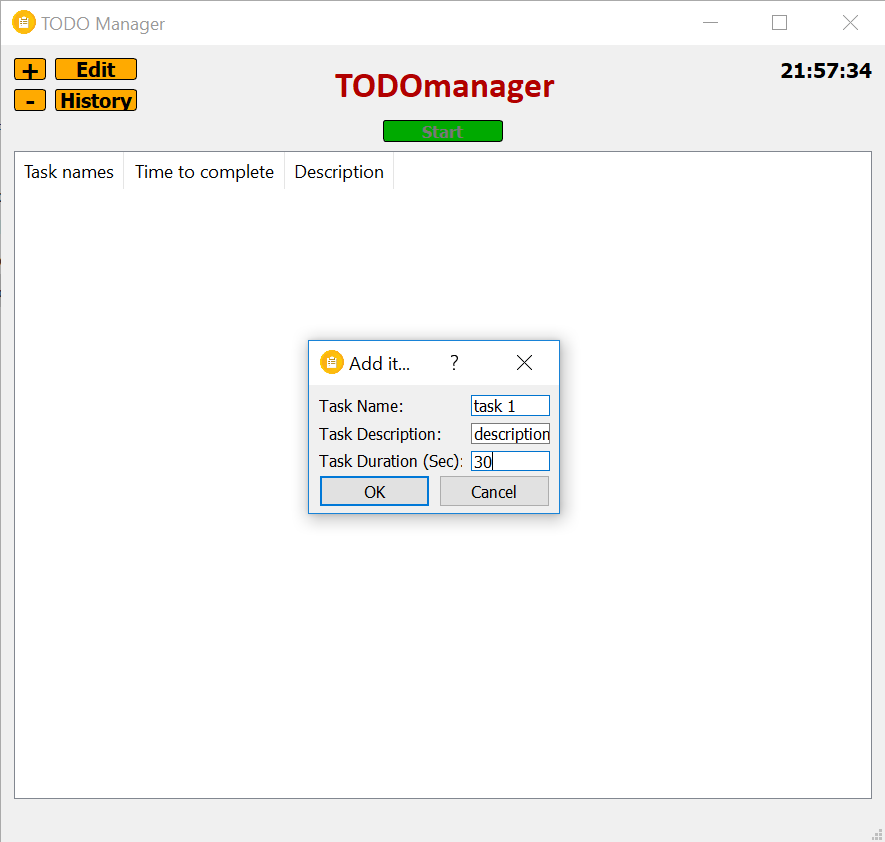 TODO Manager
+ Edit
- History
TODOmanager
21:57:34
Start
Task names Time to complete Description
Add it... ?
Task Name: task 1
Task Description: description
Task Duration (Sec): 30
OK Cancel